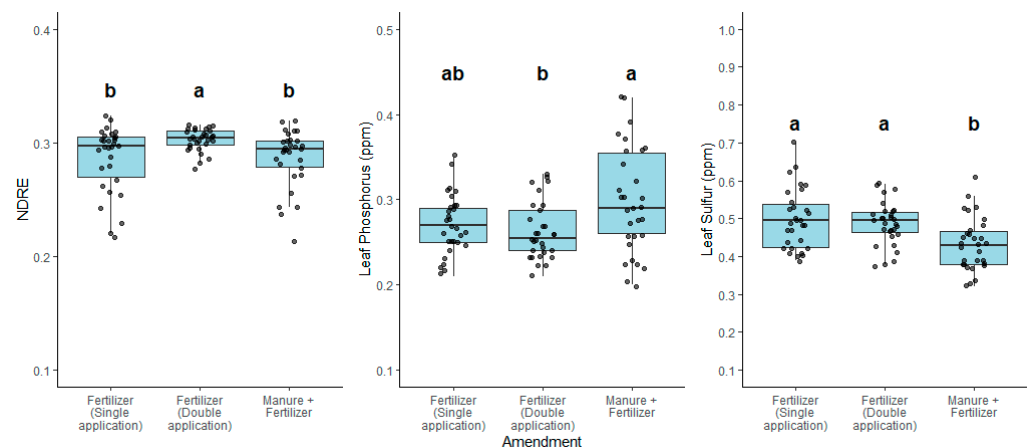 NDRE
0.4
0.3
0.2
0.1
b
a
b
Fertilizer
(Single
application)
Fertilizer
(Double
application)
Manure +
Fertilizer
Leaf Phosphorus (ppm)
0.5
0.4
0.3
0.2
0.1
ab
b
a
Fertilizer
(Single
application)
Fertilizer
(Double
application)
Manure +
Fertilizer
Amendment
Leaf Sulfur (ppm)
1.0
0.9
0.8
0.7
0.6
0.5
0.4
0.3
0.2
0.1
a
a
b
Fertilizer
(Single
application)
Fertilizer
(Double
application)
Manure +
Fertilizer